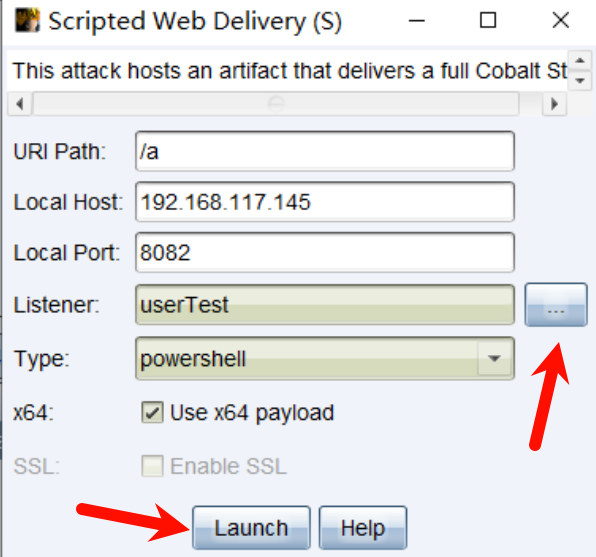 Scripted Web Delivery (S)
This attack hosts an artifact that delivers a full Cobalt St
URI Path: /a
Local Host: 192.168.117.145
Local Port: 8082
Listener: userTest ...
Type: powershell
x64: Use x64 payload
SSL: Enable SSL
Launch Help